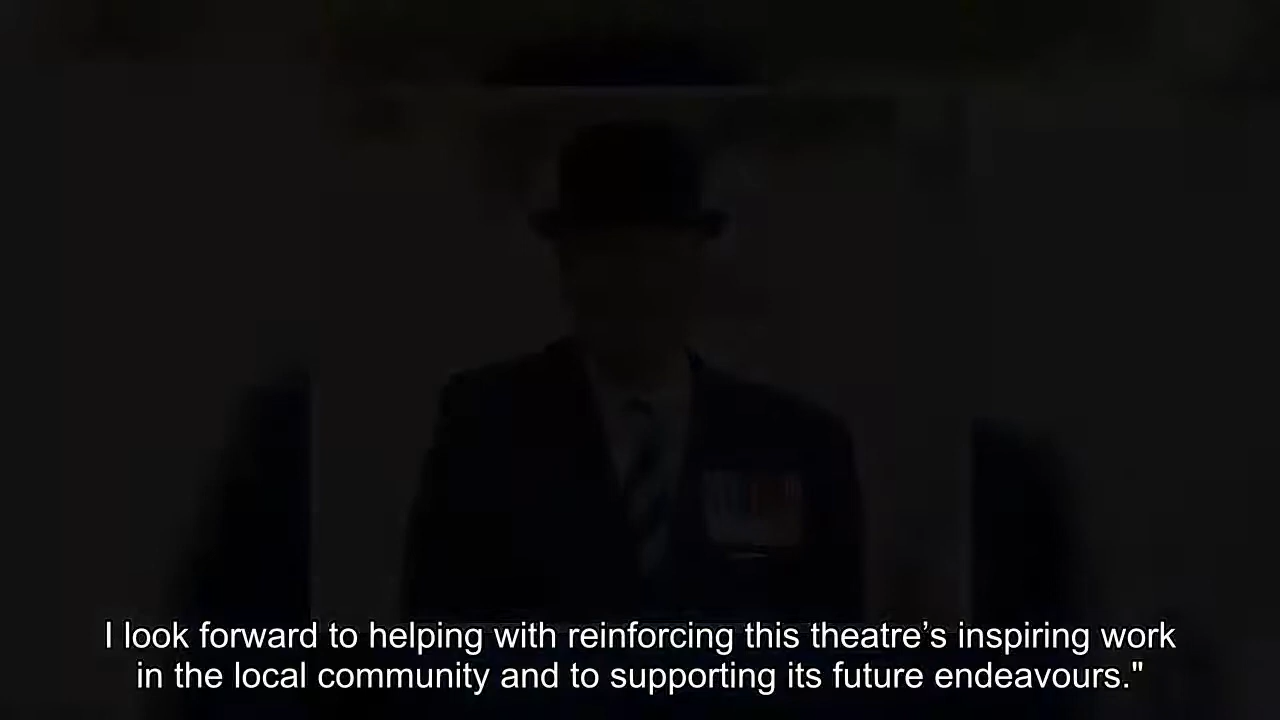 I look forward to helping with reinforcing this theatre’s inspiring work
in the local community and to supporting its future endeavours."